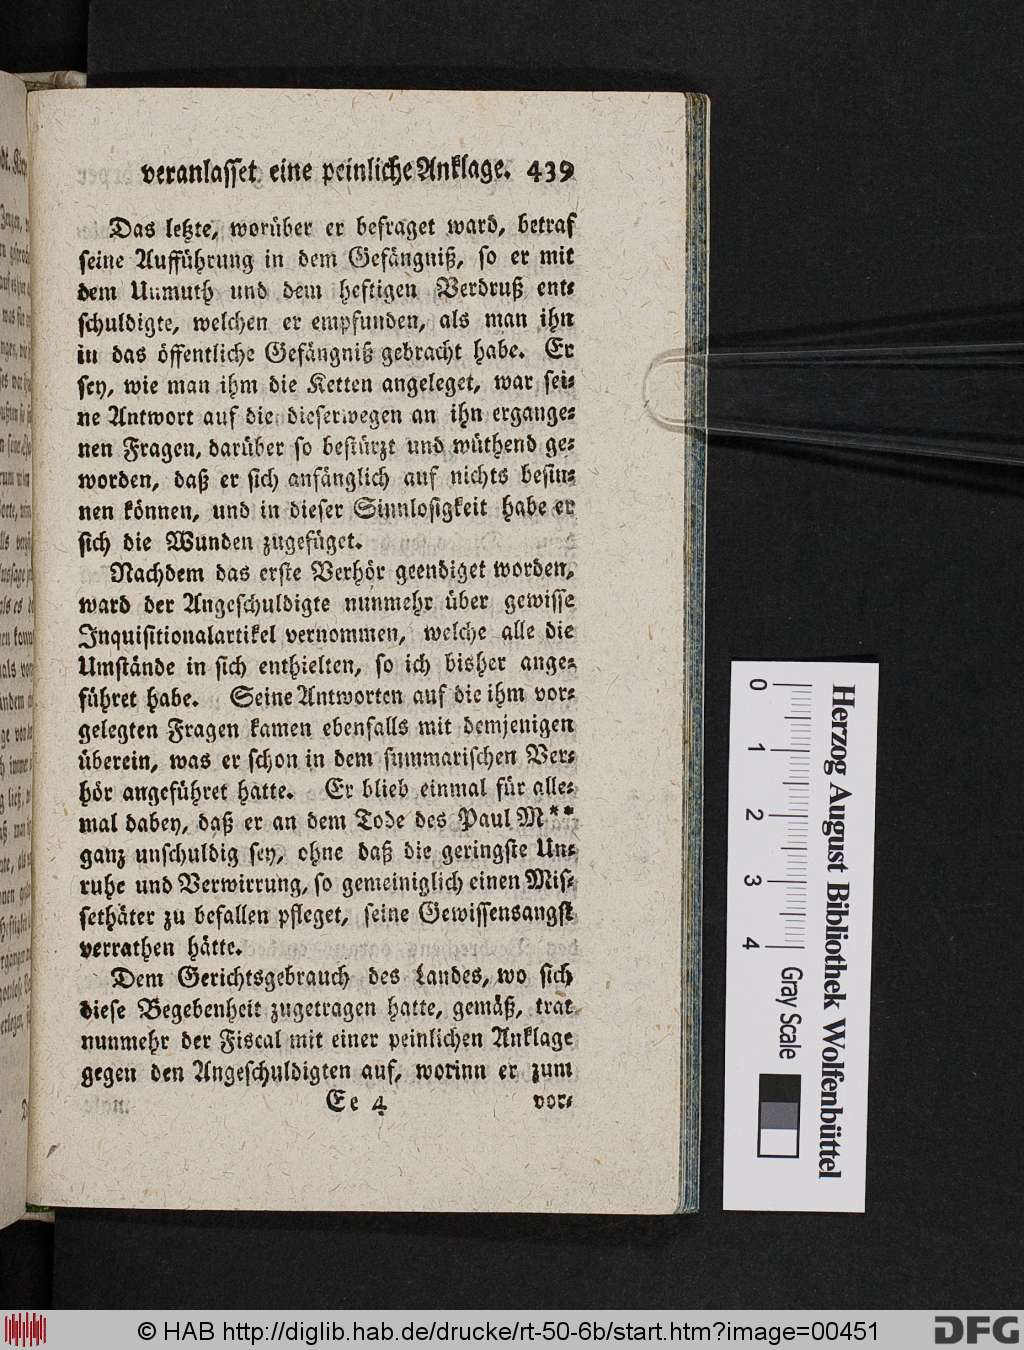 veranlasset eine peinliche Anklage. 439
Das letzte, worüber er befraget ward, betraf
seine Aufführung in dem Gefängniß, so er mit
dem Unmuth und dem heftigen Verdruß ent-
schuldigte, welchen er empfunden, als man ihn
in das öffentliche Gefängniß gebracht habe. Er
sey, wie man ihm die Ketten angeleget, war sei-
ne Antwort auf die dieserwegen an ihn ergange-
nen Fragen, darüber so bestürzt und wüthend ge-
worden, daß er sich anfänglich auf nichts besin-
nen können, und in dieser Sinnlosigkeit habe er
sich die Wunden zugefüget.
Nachdem das erste Verhör geendiget worden,
ward der Angeschuldigte nunmehr über gewisse
Inquisitionalartikel vernommen, welche alle die
Umstände in sich enthielten, so ich bisher ange-
führet habe. Seine Antworten auf die ihm vor-
gelegten Fragen kamen ebenfalls mit demjenigen
überein, was er schon in dem summarischen Ver-
hör angeführet hatte. Er blieb einmal für alle-
mal dabey, daß er an dem Tode des Paul M**
ganz unschuldig sey, ohne daß die geringste Un-
ruhe und Verwirrung, so gemeiniglich einen Mis-
sethäter zu befallen pfleget, seine Gewissensangst
verrathen hätte.
Dem Gerichtsgebrauch des Landes, wo sich
diese Begebenheit zugetragen hatte, gemäß, trat
nunmehr der Fiscal mit einer peinlichen Anklage
gegen den Angeschuldigten auf, worinn er zum
Ee 4 vor-
Herzog August Bibliothek Wolfenbüttel
0 1 2 3 4 Gray Scale
© HAB http://diglib.hab.de/drucke/rt-50-6b/start.htm?image=00451
DFG